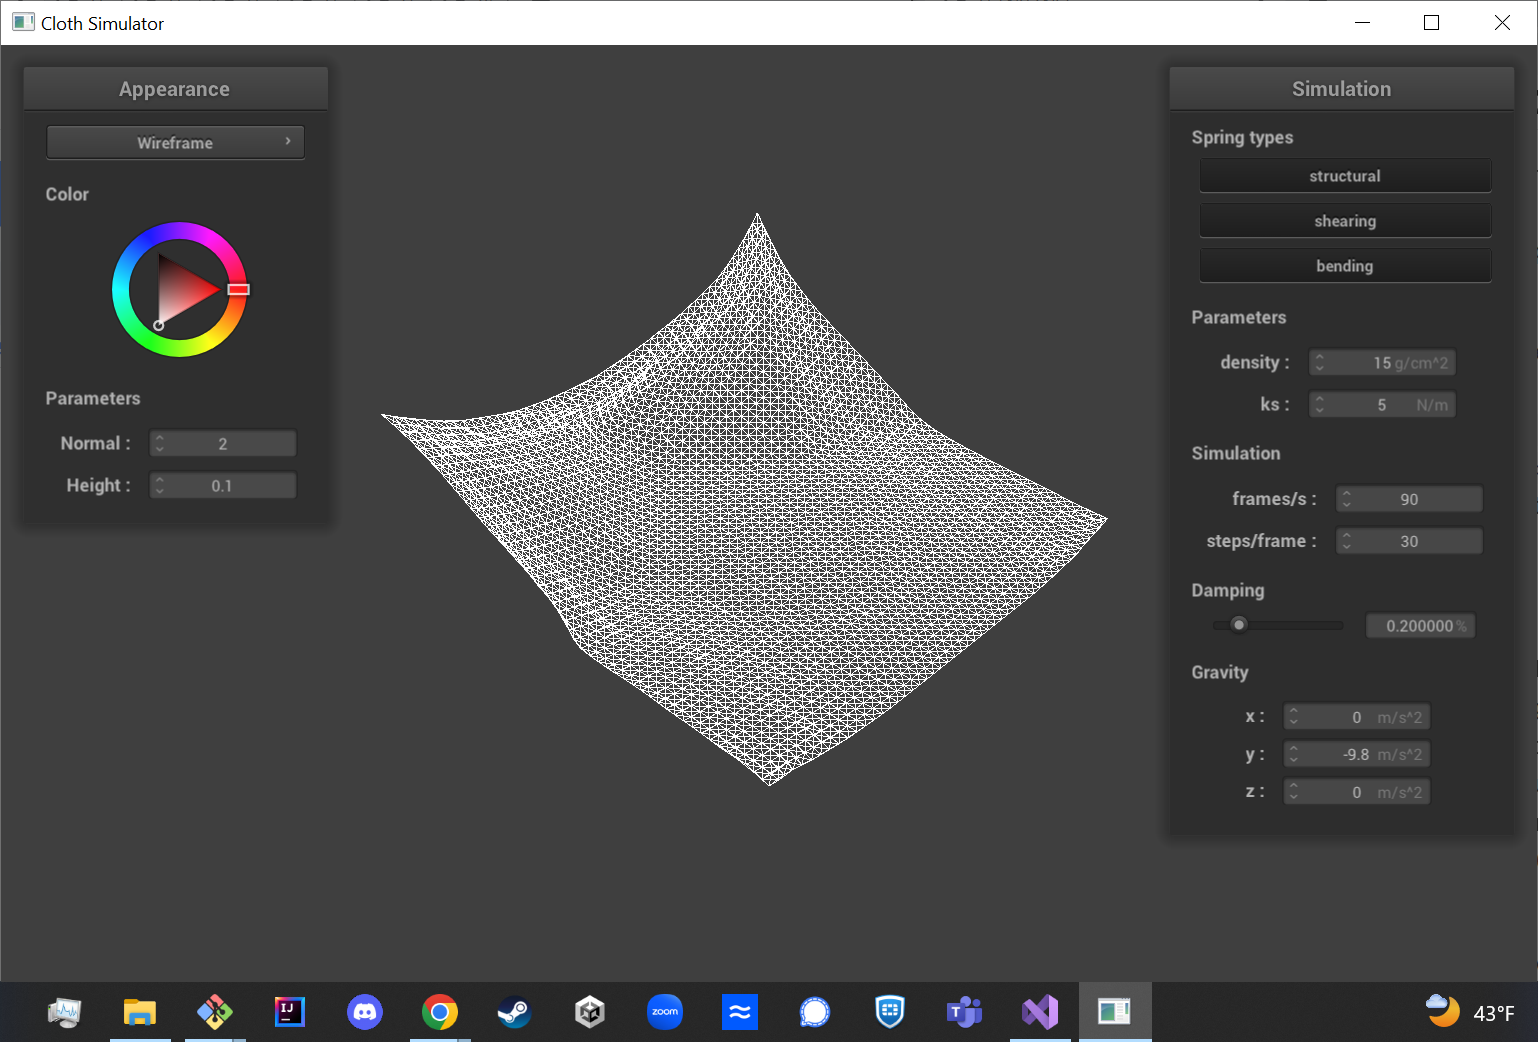 Cloth Simulator
Appearance
Wireframe
Color
Parameters
Normal : 2
Height : 0.1
Simulation
Spring types
structural
shearing
bending
Parameters
density : 15 g/cm^2
ks : 5 N/m
Simulation
frames/s : 90
steps/frame : 30
Damping
0.200000 %
Gravity
x : 0 m/s^2
y : -9.8 m/s^2
z : 0 m/s^2
IJ
zoom
T
43°F